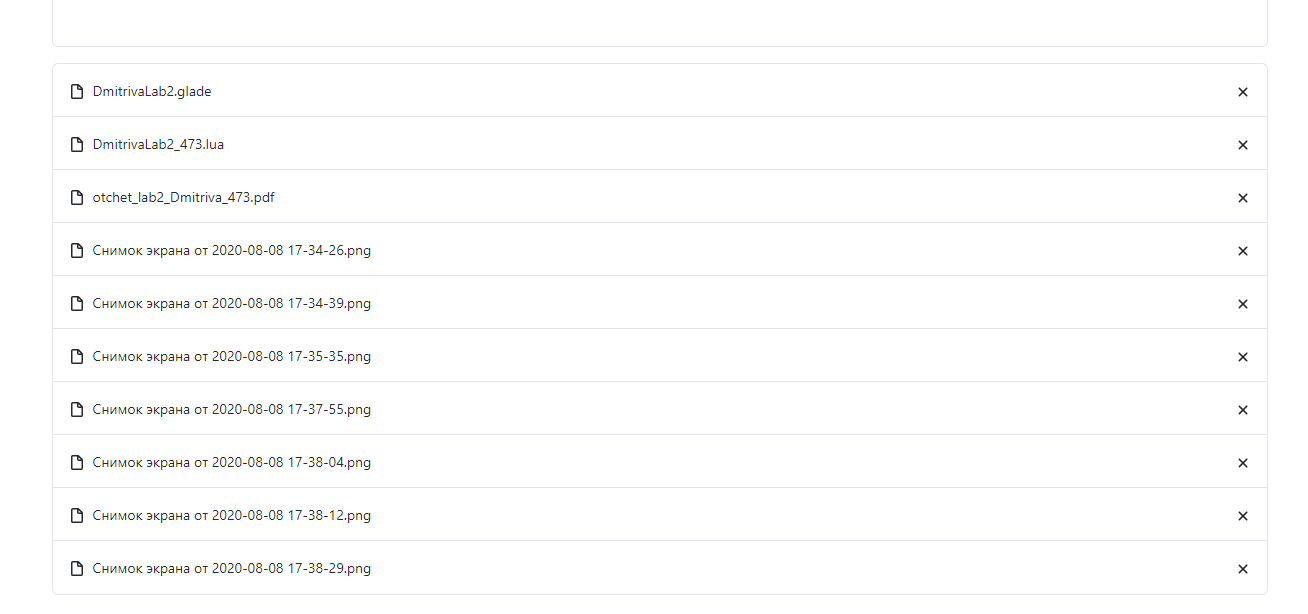 DmitrivaLab2.glade
DmitrivaLab2_473.lua
otchet_lab2_Dmitriva_473.pdf
Снимок экрана от 2020-08-08 17-34-26.png
Снимок экрана от 2020-08-08 17-34-39.png
Снимок экрана от 2020-08-08 17-35-35.png
Снимок экрана от 2020-08-08 17-37-55.png
Снимок экрана от 2020-08-08 17-38-04.png
Снимок экрана от 2020-08-08 17-38-12.png
Снимок экрана от 2020-08-08 17-38-29.png